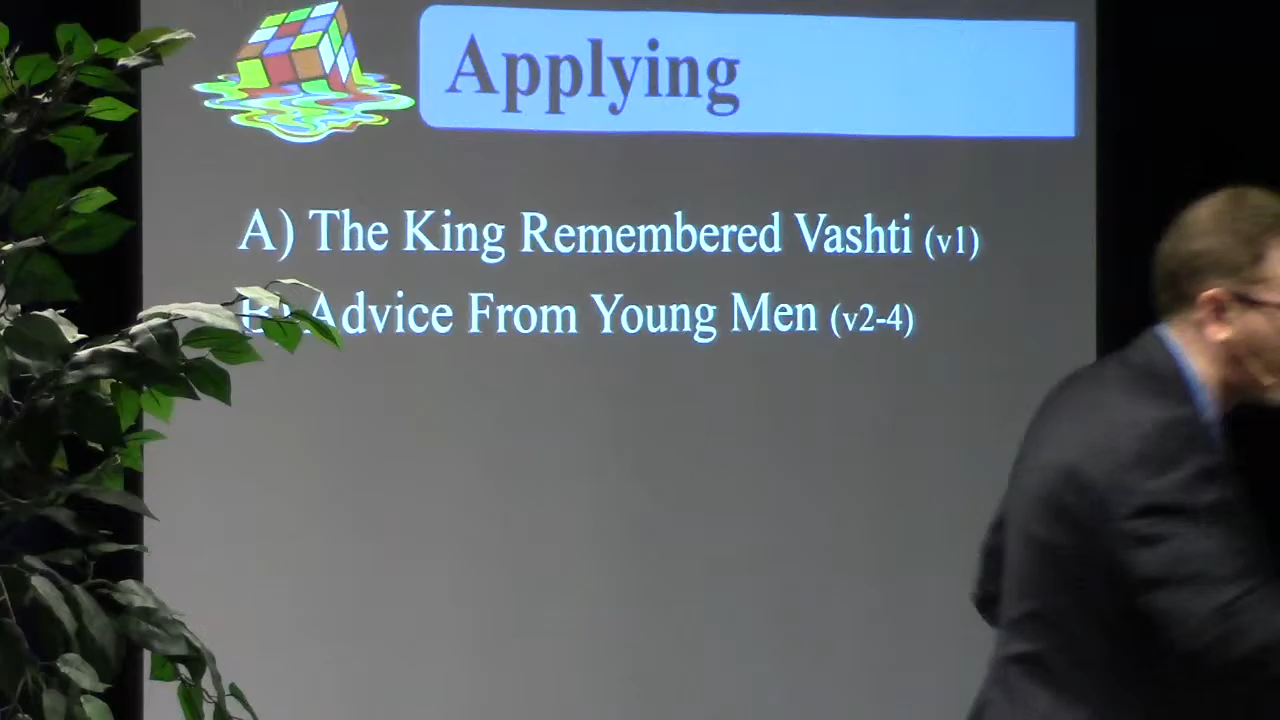 Applying
A) The King Remembered Vashti (v1)
B) Advice From Young Men (v2-4)